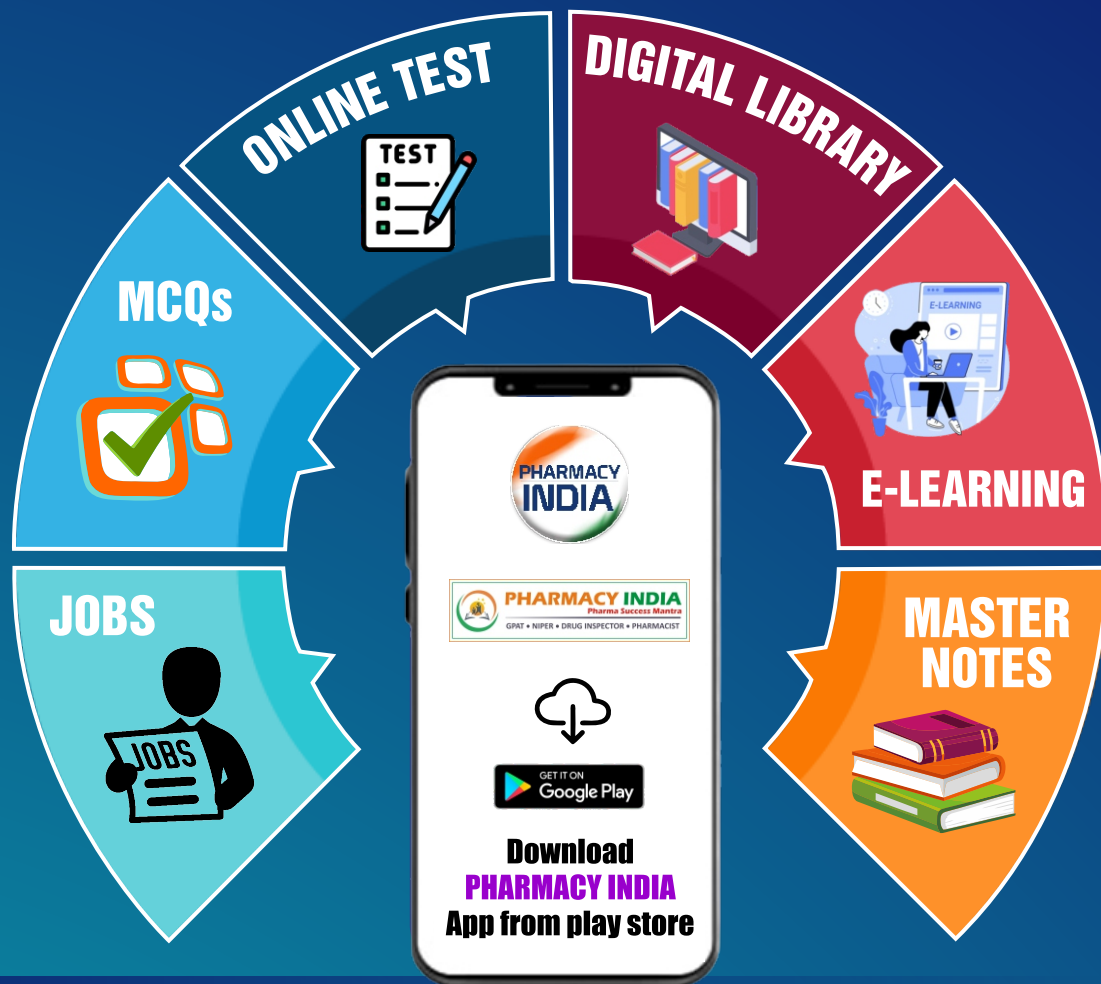 ONLINE TEST
TEST
DIGITAL LIBRARY
MCQs
E-LEARNING
E-LEARNING
JOBS
JOBS
MASTER
NOTES
PHARMACY
INDIA
PHARMACY INDIA
Pharma Success Mantra
GPAT • NIPER • DRUG INSPECTOR • PHARMACIST
GET IT ON
Google Play
Download
PHARMACY INDIA
App from play store